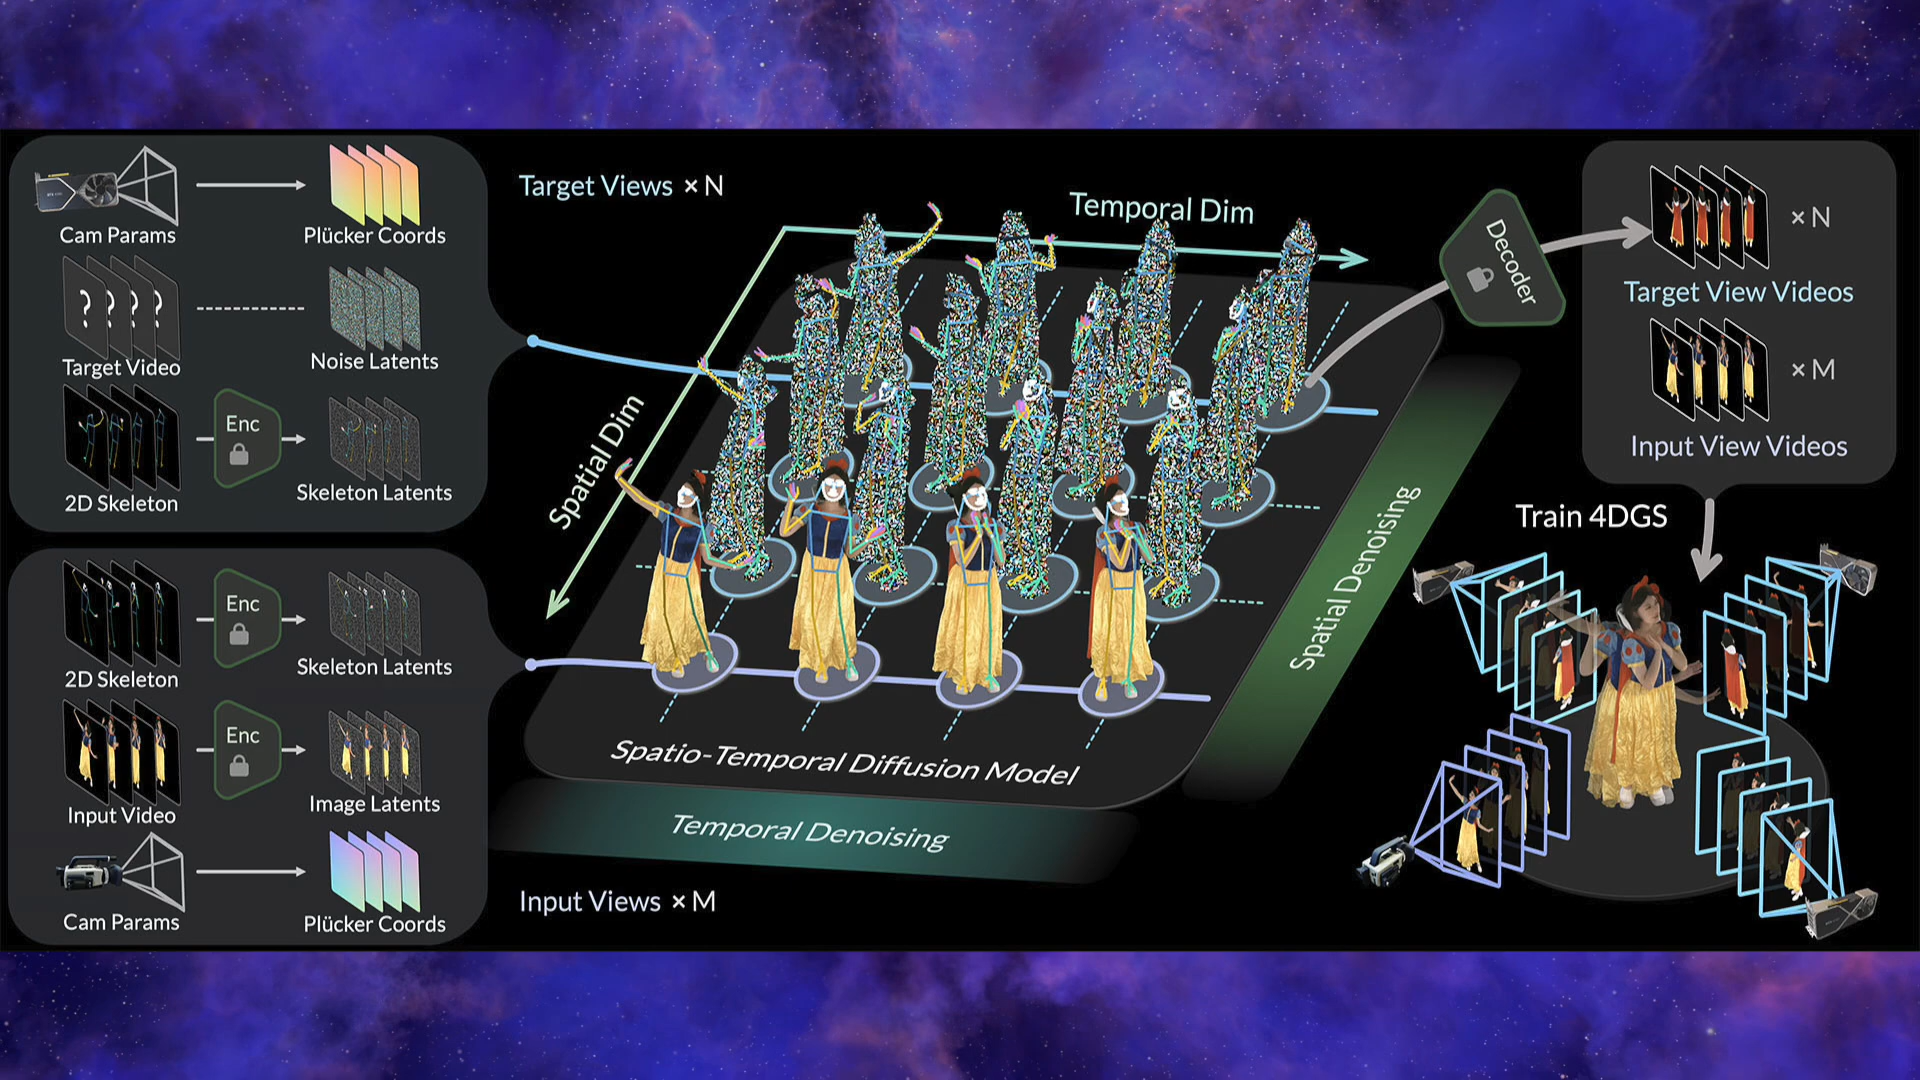 Cam Params
Plücker Coords
Target Video
Noise Latents
2D Skeleton
Enc
Skeleton Latents
2D Skeleton
Enc
Skeleton Latents
Input Video
Enc
Image Latents
Cam Params
Plücker Coords
Target Views × N
Temporal Dim
Spatial Dim
Spatio-Temporal Diffusion Model
Temporal Denoising
Spatial Denoising
Input Views × M
Decoder
× N
Target View Videos
× M
Input View Videos
Train 4DGS
? ? ? ?